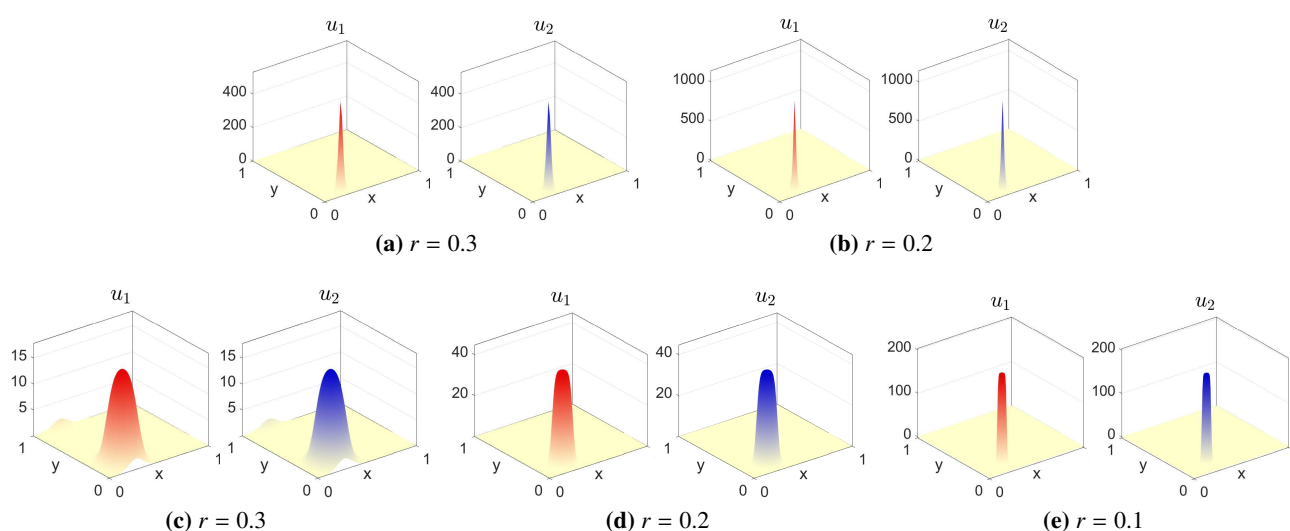 u1 u2 u1 u2
400 400 1000 1000
200 200 500 500
0 0 0 0
1 1 1 1 1 1 1 1
y x y x y x y x
0 0 0 0 0 0 0 0
(a) r = 0.3 (b) r = 0.2
u1 u2 u1 u2 u1 u2
15 15 40 40 200 200
10 10 20 20 100 100
5 5 0 0
1 1 1 1 1 1 1 1 1 1 1 1
y x y x y x y x y x y x
0 0 0 0 0 0 0 0 0 0 0 0
(c) r = 0.3 (d) r = 0.2 (e) r = 0.1